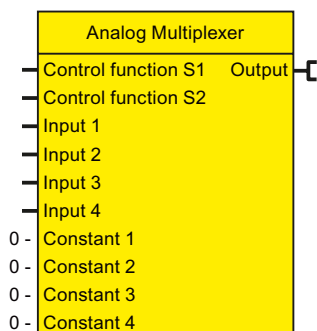 Analog Multiplexer
Control function S1 Output
Control function S2
Input 1
Input 2
Input 3
Input 4
0 - Constant 1
0 - Constant 2
0 - Constant 3
0 - Constant 4